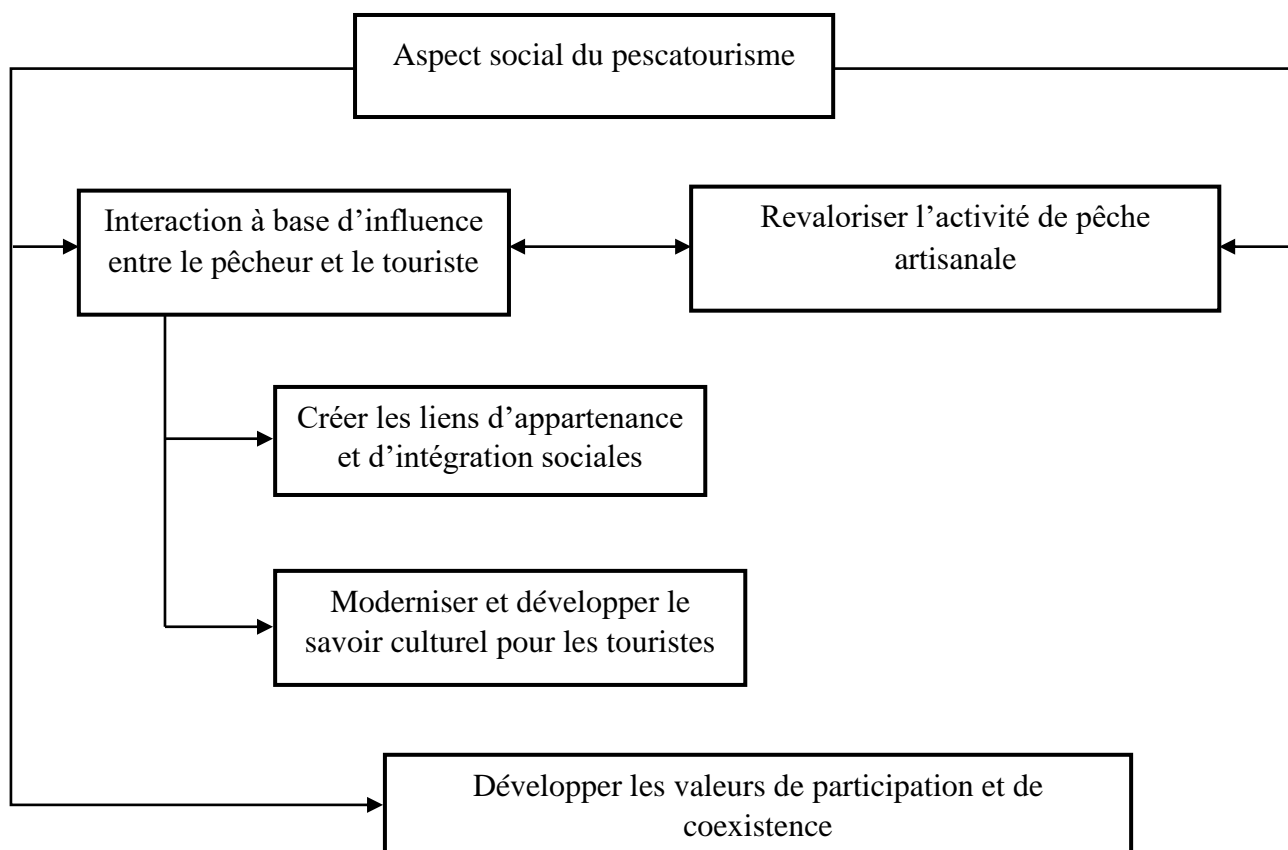 Aspect social du pescatourisme
Interaction à base d’influence
entre le pêcheur et le touriste
Revaloriser l’activité de pêche
artisanale
Créer les liens d’appartenance
et d’intégration sociales
Moderniser et développer le
savoir culturel pour les touristes
Développer les valeurs de participation et de
coexistence